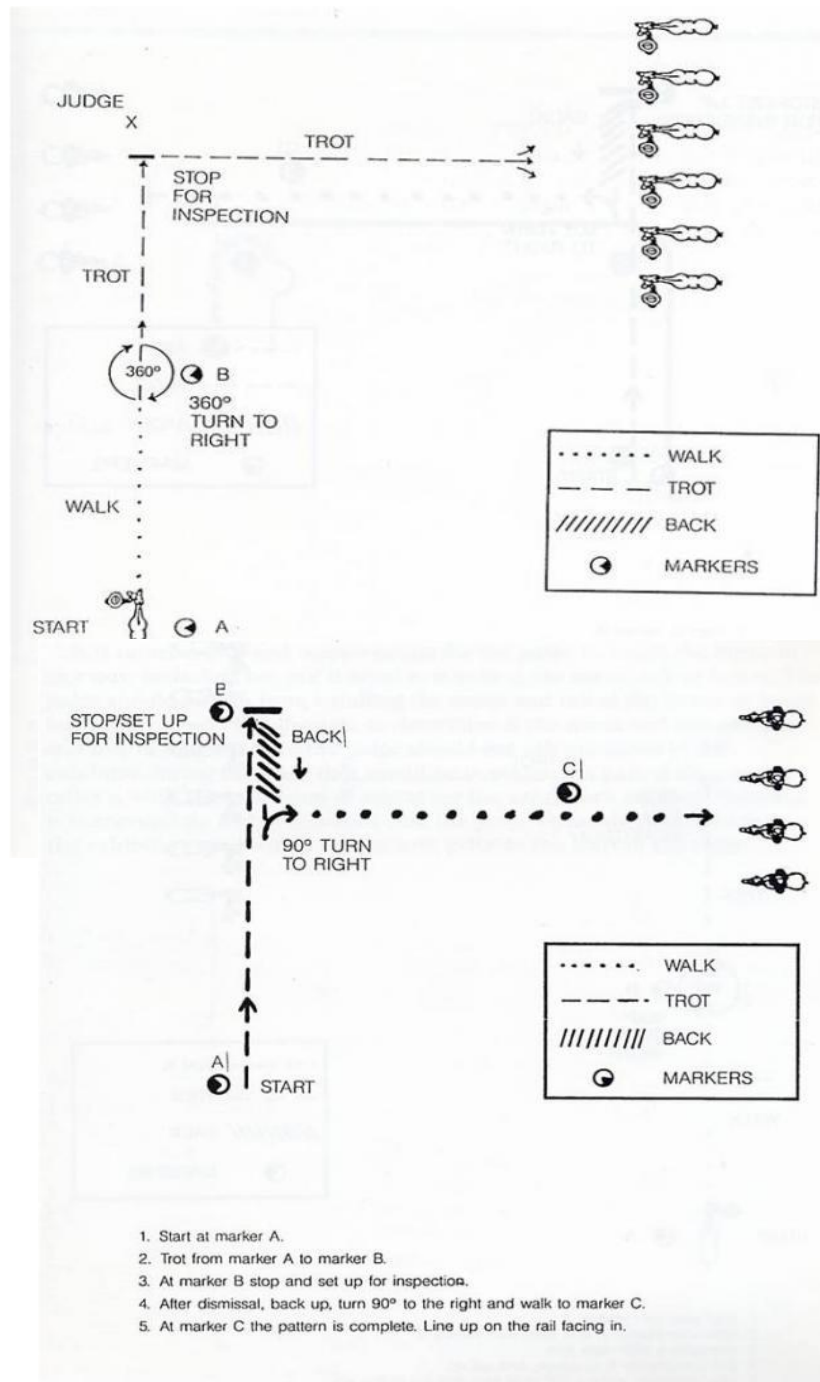 JUDGE
X
TROT
STOP
FOR
INSPECTION
TROT
360°
B
360°
TURN TO
RIGHT
WALK
START
A
WALK
TROT
BACK
MARKERS
B
STOP/SET UP
FOR INSPECTION
BACK
C
90° TURN
TO RIGHT
A
START
WALK
TROT
BACK
MARKERS
1. Start at marker A.
2. Trot from marker A to marker B.
3. At marker B stop and set up for inspection.
4. After dismissal, back up, turn 90° to the right and walk to marker C.
5. At marker C the pattern is complete. Line up on the rail facing in.